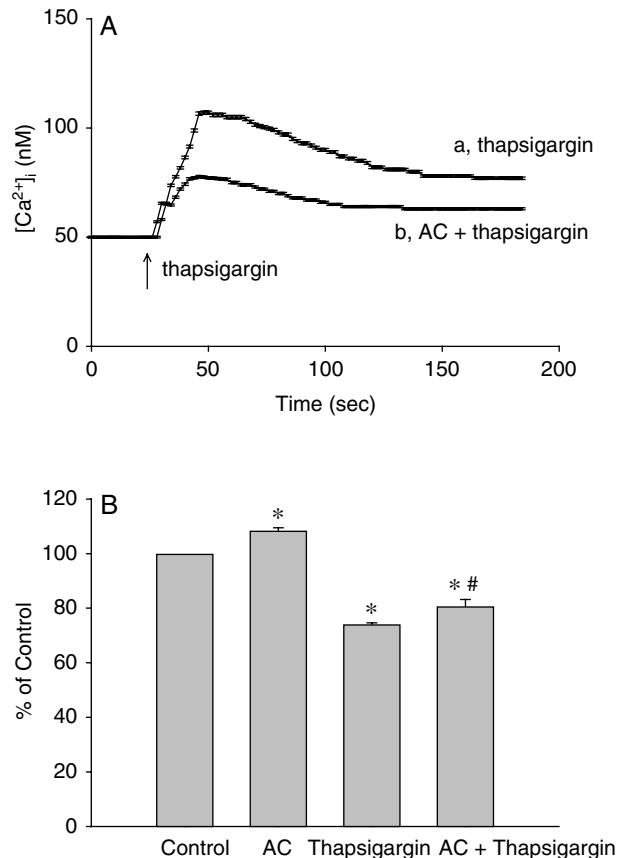 A
150
100
50
0
[Ca²⁺]ᵢ (nM)
a, thapsigargin
b, AC + thapsigargin
thapsigargin
0 50 100 150 200
Time (sec)
B
120
100
80
60
40
20
0
% of Control
*
*
* #
Control AC Thapsigargin AC + Thapsigargin